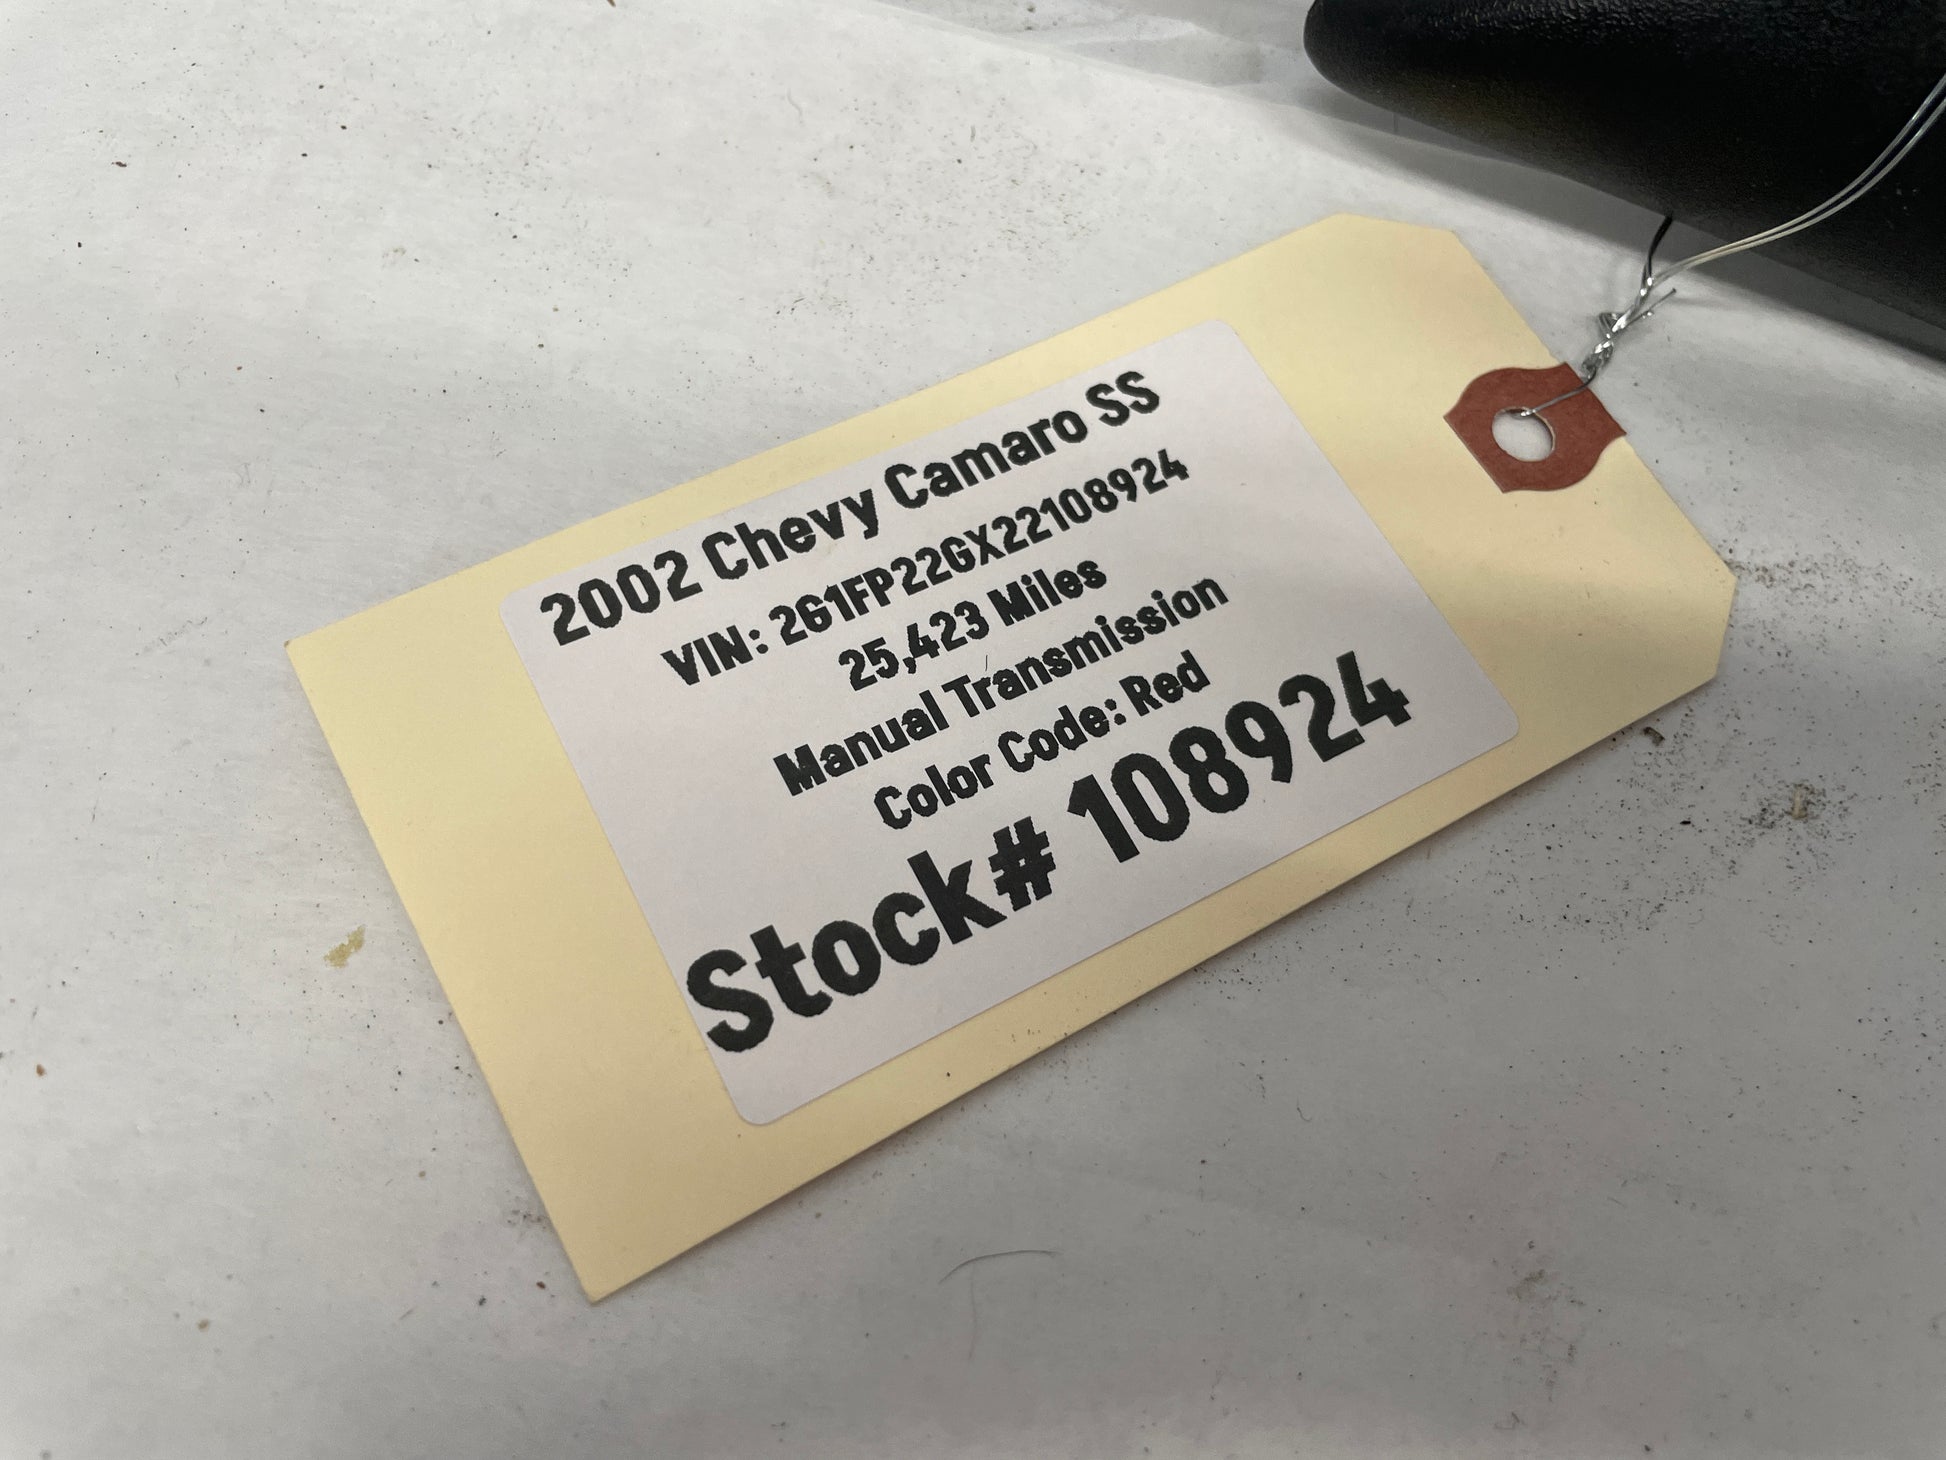 2002 Chevy Camaro SS
VIN: 2G1FP22GX22108924
25,423 Miles
Manual Transmission
Color Code: Red
Stock# 108924